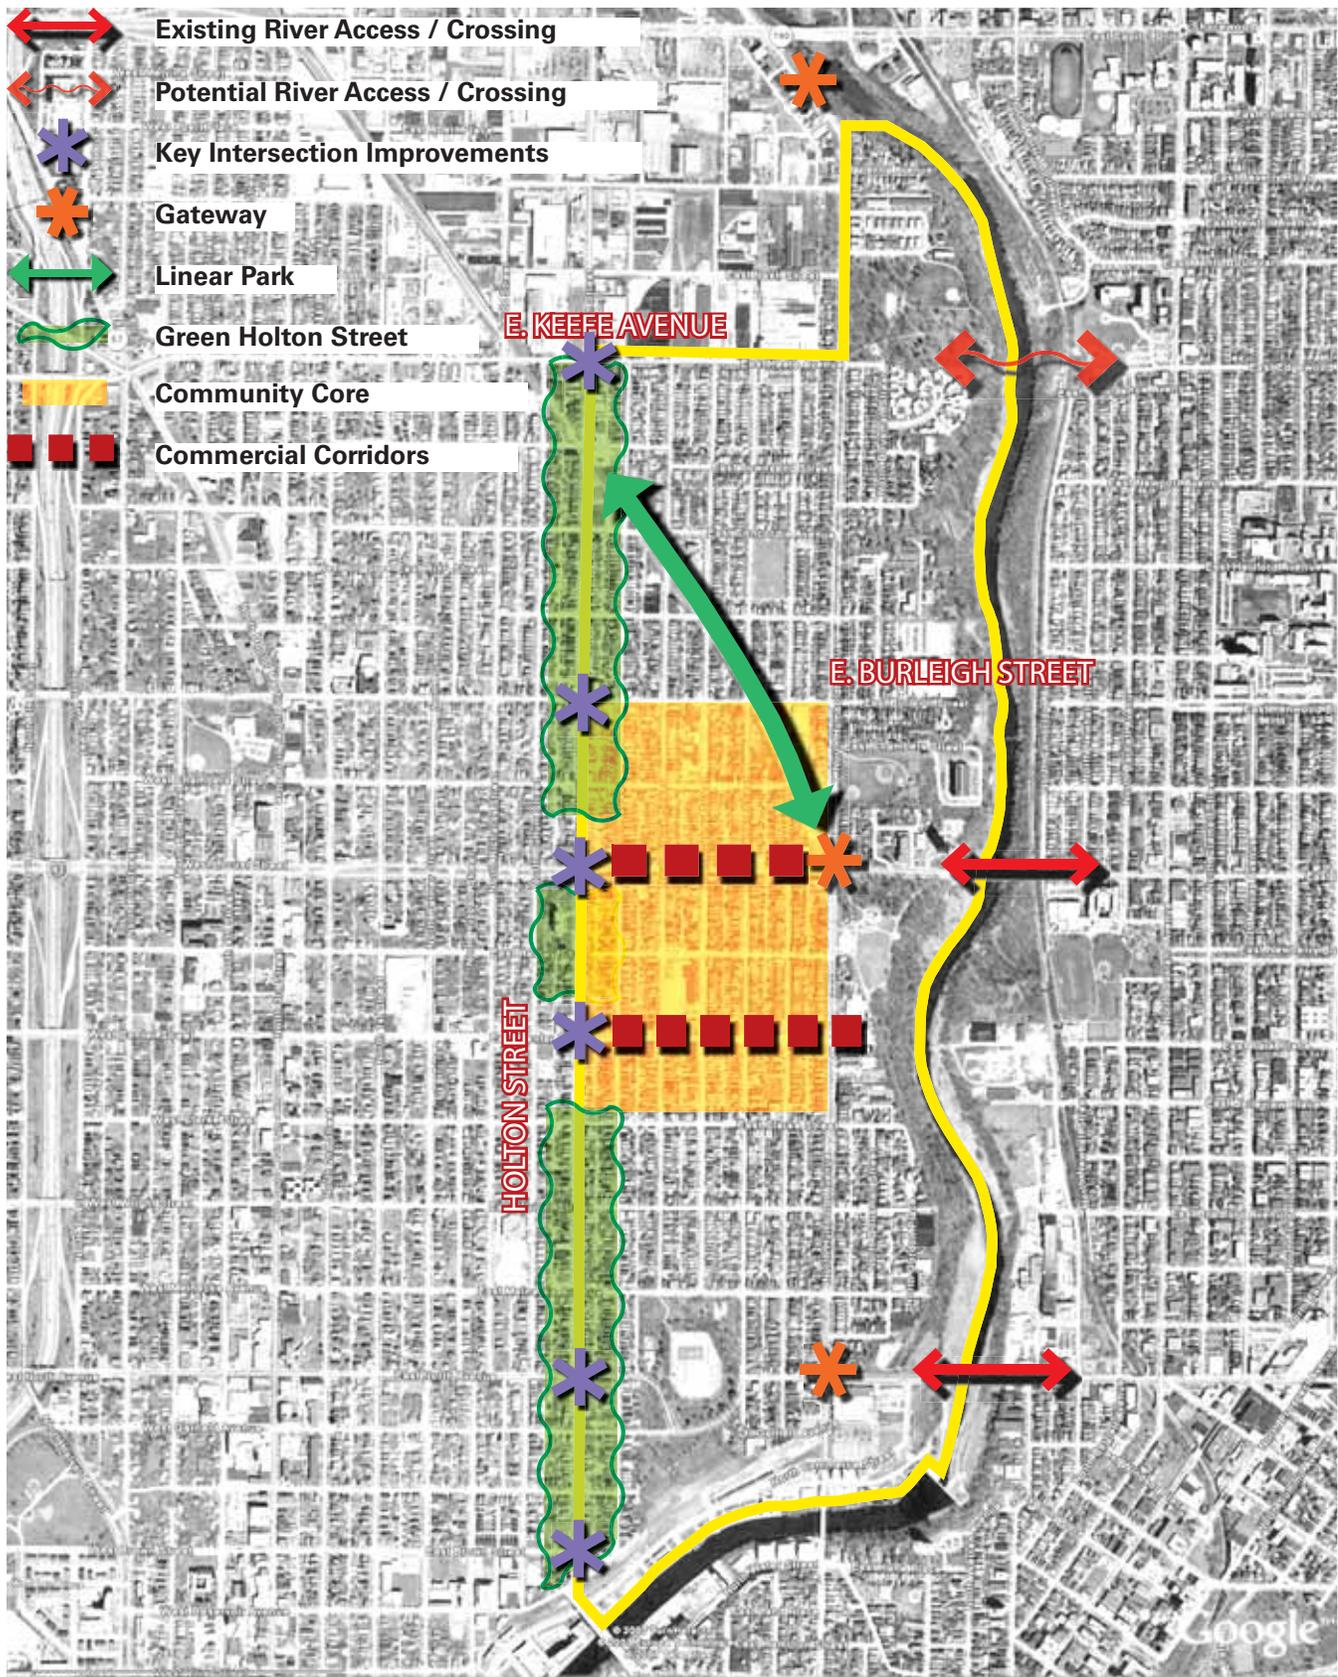 Existing River Access / Crossing
Potential River Access / Crossing
Key Intersection Improvements
Gateway
Linear Park
Green Holton Street
Community Core
Commercial Corridors
E. KEEFE AVENUE
E. BURLEIGH STREET
HOLTON STREET
Google